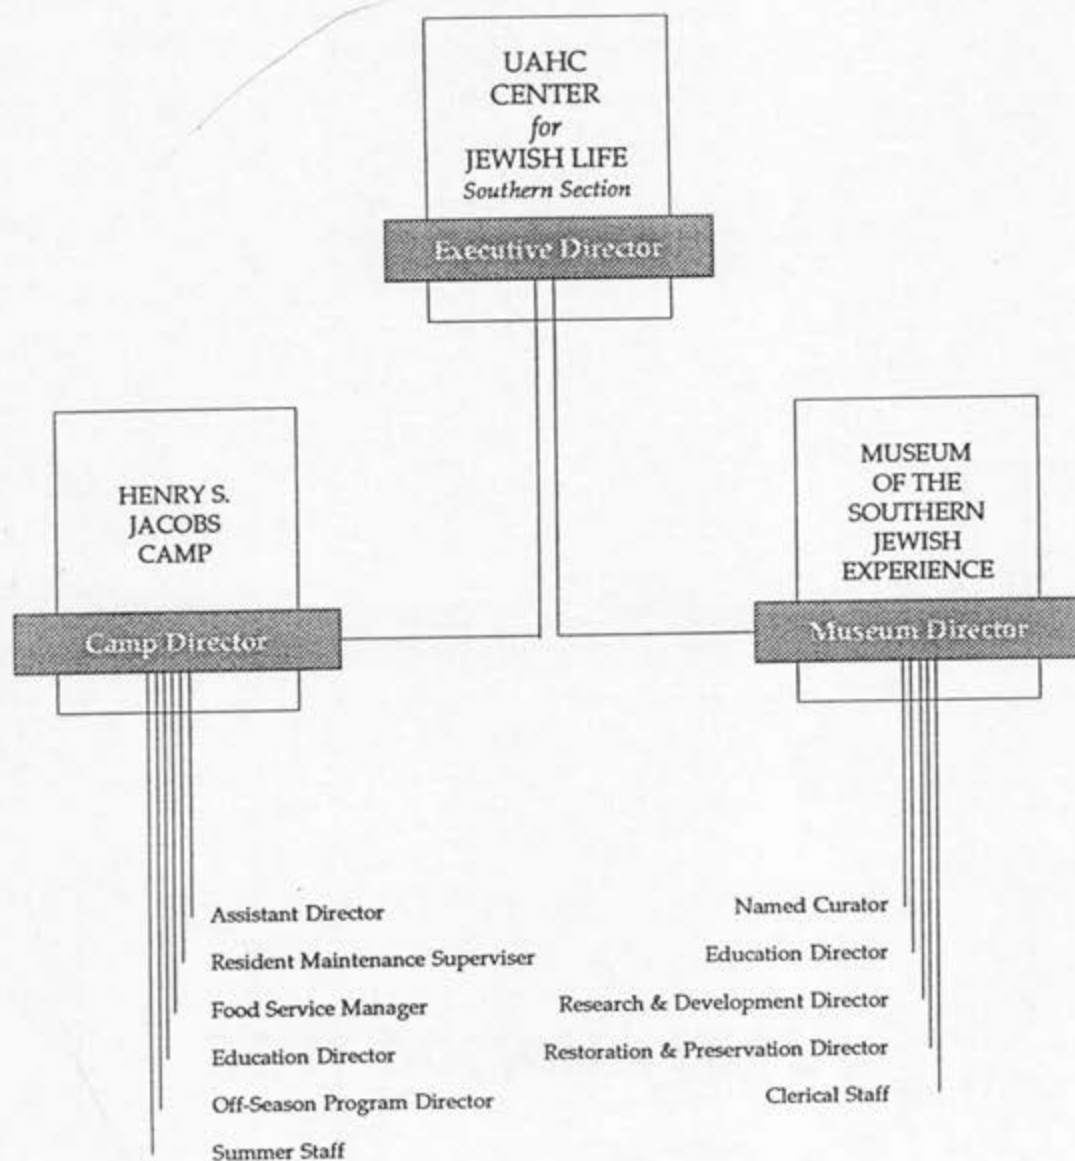 UAHC
CENTER
for
JEWISH LIFE
Southern Section
Executive Director
HENRY S.
JACOBS
CAMP
Camp Director
MUSEUM
OF THE
SOUTHERN
JEWISH
EXPERIENCE
Museum Director
Assistant Director
Resident Maintenance Superviser
Food Service Manager
Education Director
Off-Season Program Director
Summer Staff
Named Curator
Education Director
Research & Development Director
Restoration & Preservation Director
Clerical Staff